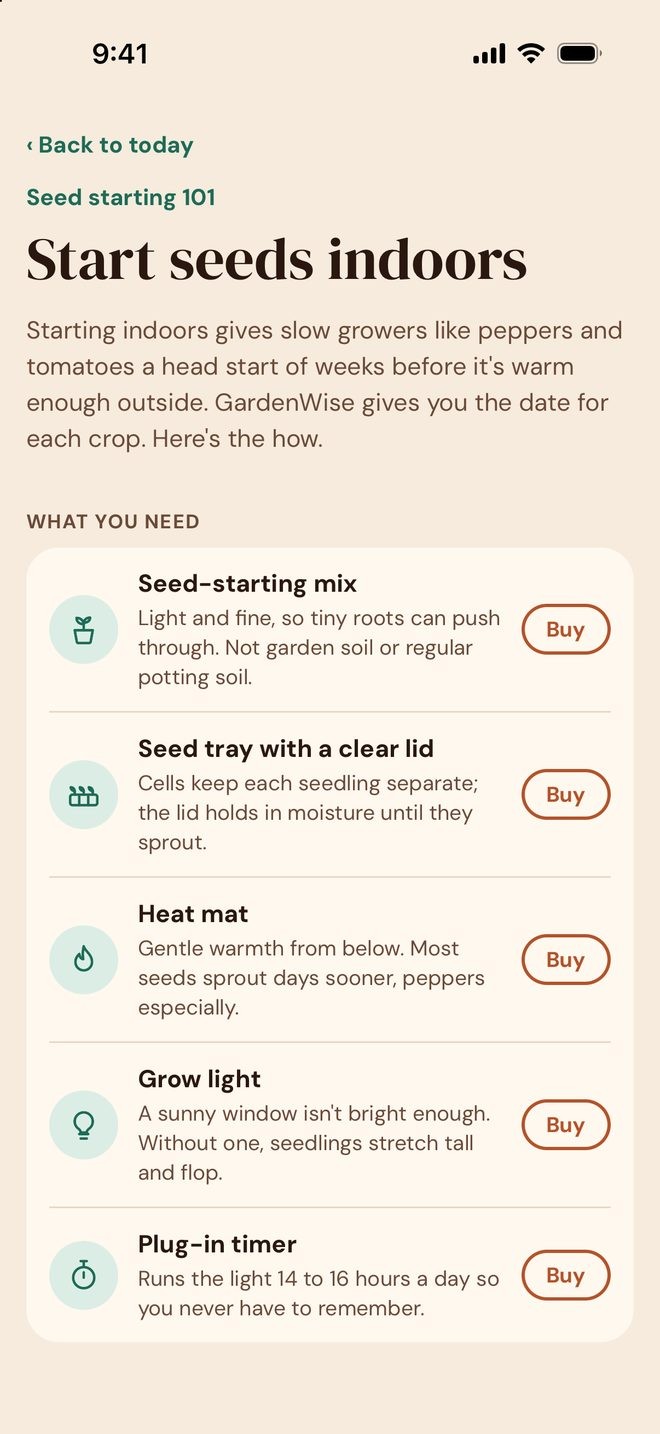 9:41
‹ Back to today
Seed starting 101
Start seeds indoors
Starting indoors gives slow growers like peppers and
tomatoes a head start of weeks before it's warm
enough outside. GardenWise gives you the date for
each crop. Here's the how.
WHAT YOU NEED
Seed-starting mix
Light and fine, so tiny roots can push
through. Not garden soil or regular
potting soil.
Buy
Seed tray with a clear lid
Cells keep each seedling separate;
the lid holds in moisture until they
sprout.
Buy
Heat mat
Gentle warmth from below. Most
seeds sprout days sooner, peppers
especially.
Buy
Grow light
A sunny window isn't bright enough.
Without one, seedlings stretch tall
and flop.
Buy
Plug-in timer
Runs the light 14 to 16 hours a day so
you never have to remember.
Buy